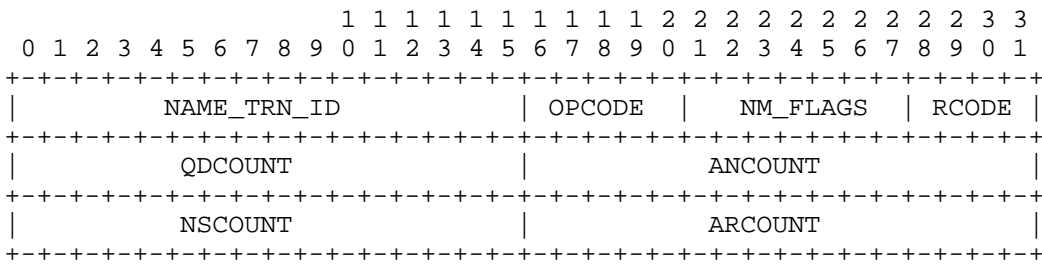 1 1 1 1 1 1 1 1 1 1 2 2 2 2 2 2 2 2 2 2 3 3
 0 1 2 3 4 5 6 7 8 9 0 1 2 3 4 5 6 7 8 9 0 1 2 3 4 5 6 7 8 9 0 1
+-+-+-+-+-+-+-+-+-+-+-+-+-+-+-+-+-+-+-+-+-+-+-+-+-+-+-+-+-+-+-+-+
|         NAME_TRN_ID           | OPCODE  |   NM_FLAGS  | RCODE |
+-+-+-+-+-+-+-+-+-+-+-+-+-+-+-+-+-+-+-+-+-+-+-+-+-+-+-+-+-+-+-+-+
|          QDCOUNT              |           ANCOUNT             |
+-+-+-+-+-+-+-+-+-+-+-+-+-+-+-+-+-+-+-+-+-+-+-+-+-+-+-+-+-+-+-+-+
|          NSCOUNT              |           ARCOUNT             |
+-+-+-+-+-+-+-+-+-+-+-+-+-+-+-+-+-+-+-+-+-+-+-+-+-+-+-+-+-+-+-+-+